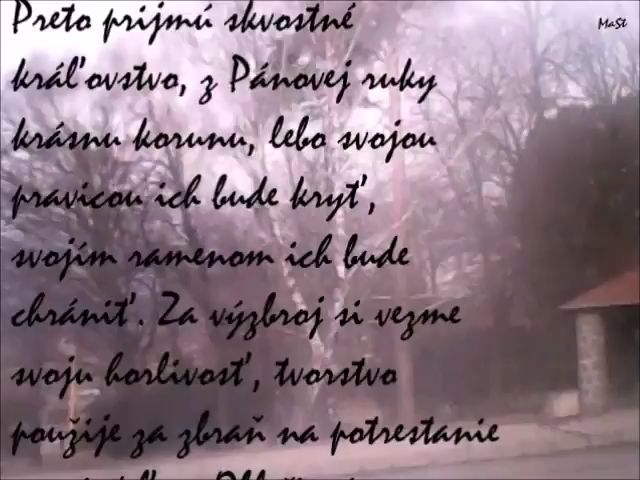 Preto prijmú skvostné
MaSt
kráľovstvo, z Pánovej ruky
krásnu korunu, lebo svojou
pravicou ich bude kryť,
svojím ramenom ich bude
chrániť. Za výzbroj si vezme
svoju horlivosť, tvorstvo
použije za zbraň na potrestanie